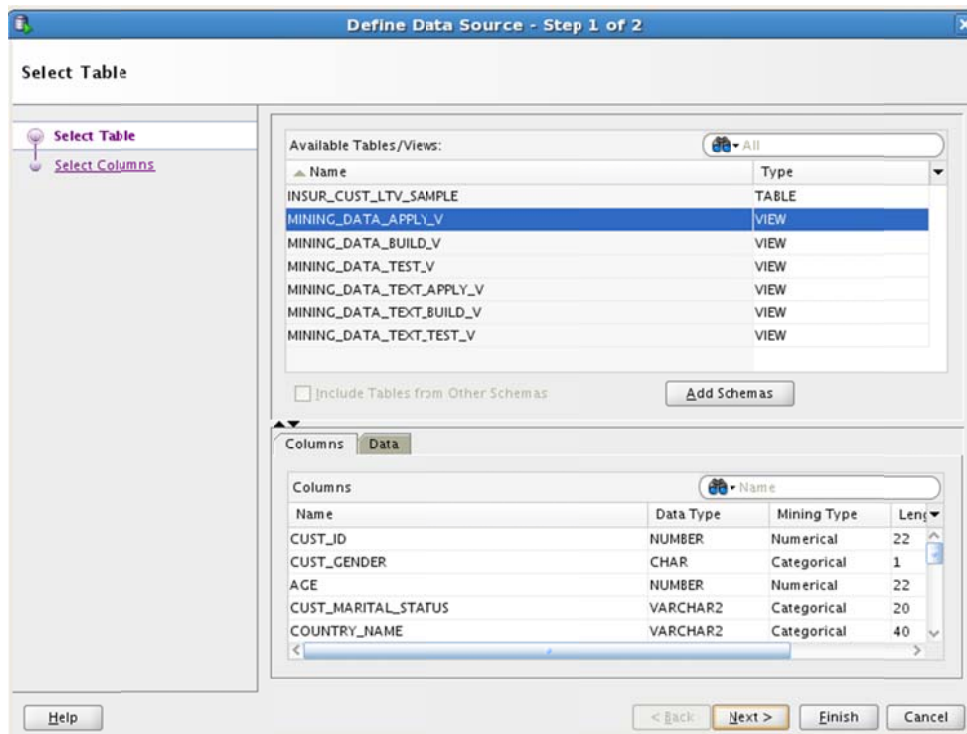 Define Data Source - Step 1 of 2
Select Table
Select Table
Select Columns
Available Tables/Views:
All
Name Type
INSUR_CUST_LTV_SAMPLE TABLE
MINING_DATA_APPLY_V VIEW
MINING_DATA_BUILD_V VIEW
MINING_DATA_TEST_V VIEW
MINING_DATA_TEXT_APPLY_V VIEW
MINING_DATA_TEXT_BUILD_V VIEW
MINING_DATA_TEXT_TEST_V VIEW
Include Tables from Other Schemas
Add Schemas
Columns Data
Columns
Name
Name Data Type Mining Type Leng
CUST_ID NUMBER Numerical 22
CUST_GENDER CHAR Categorical 1
AGE NUMBER Numerical 22
CUST_MARITAL_STATUS VARCHAR2 Categorical 20
COUNTRY_NAME VARCHAR2 Categorical 40
Help
< Back
Next >
Finish
Cancel